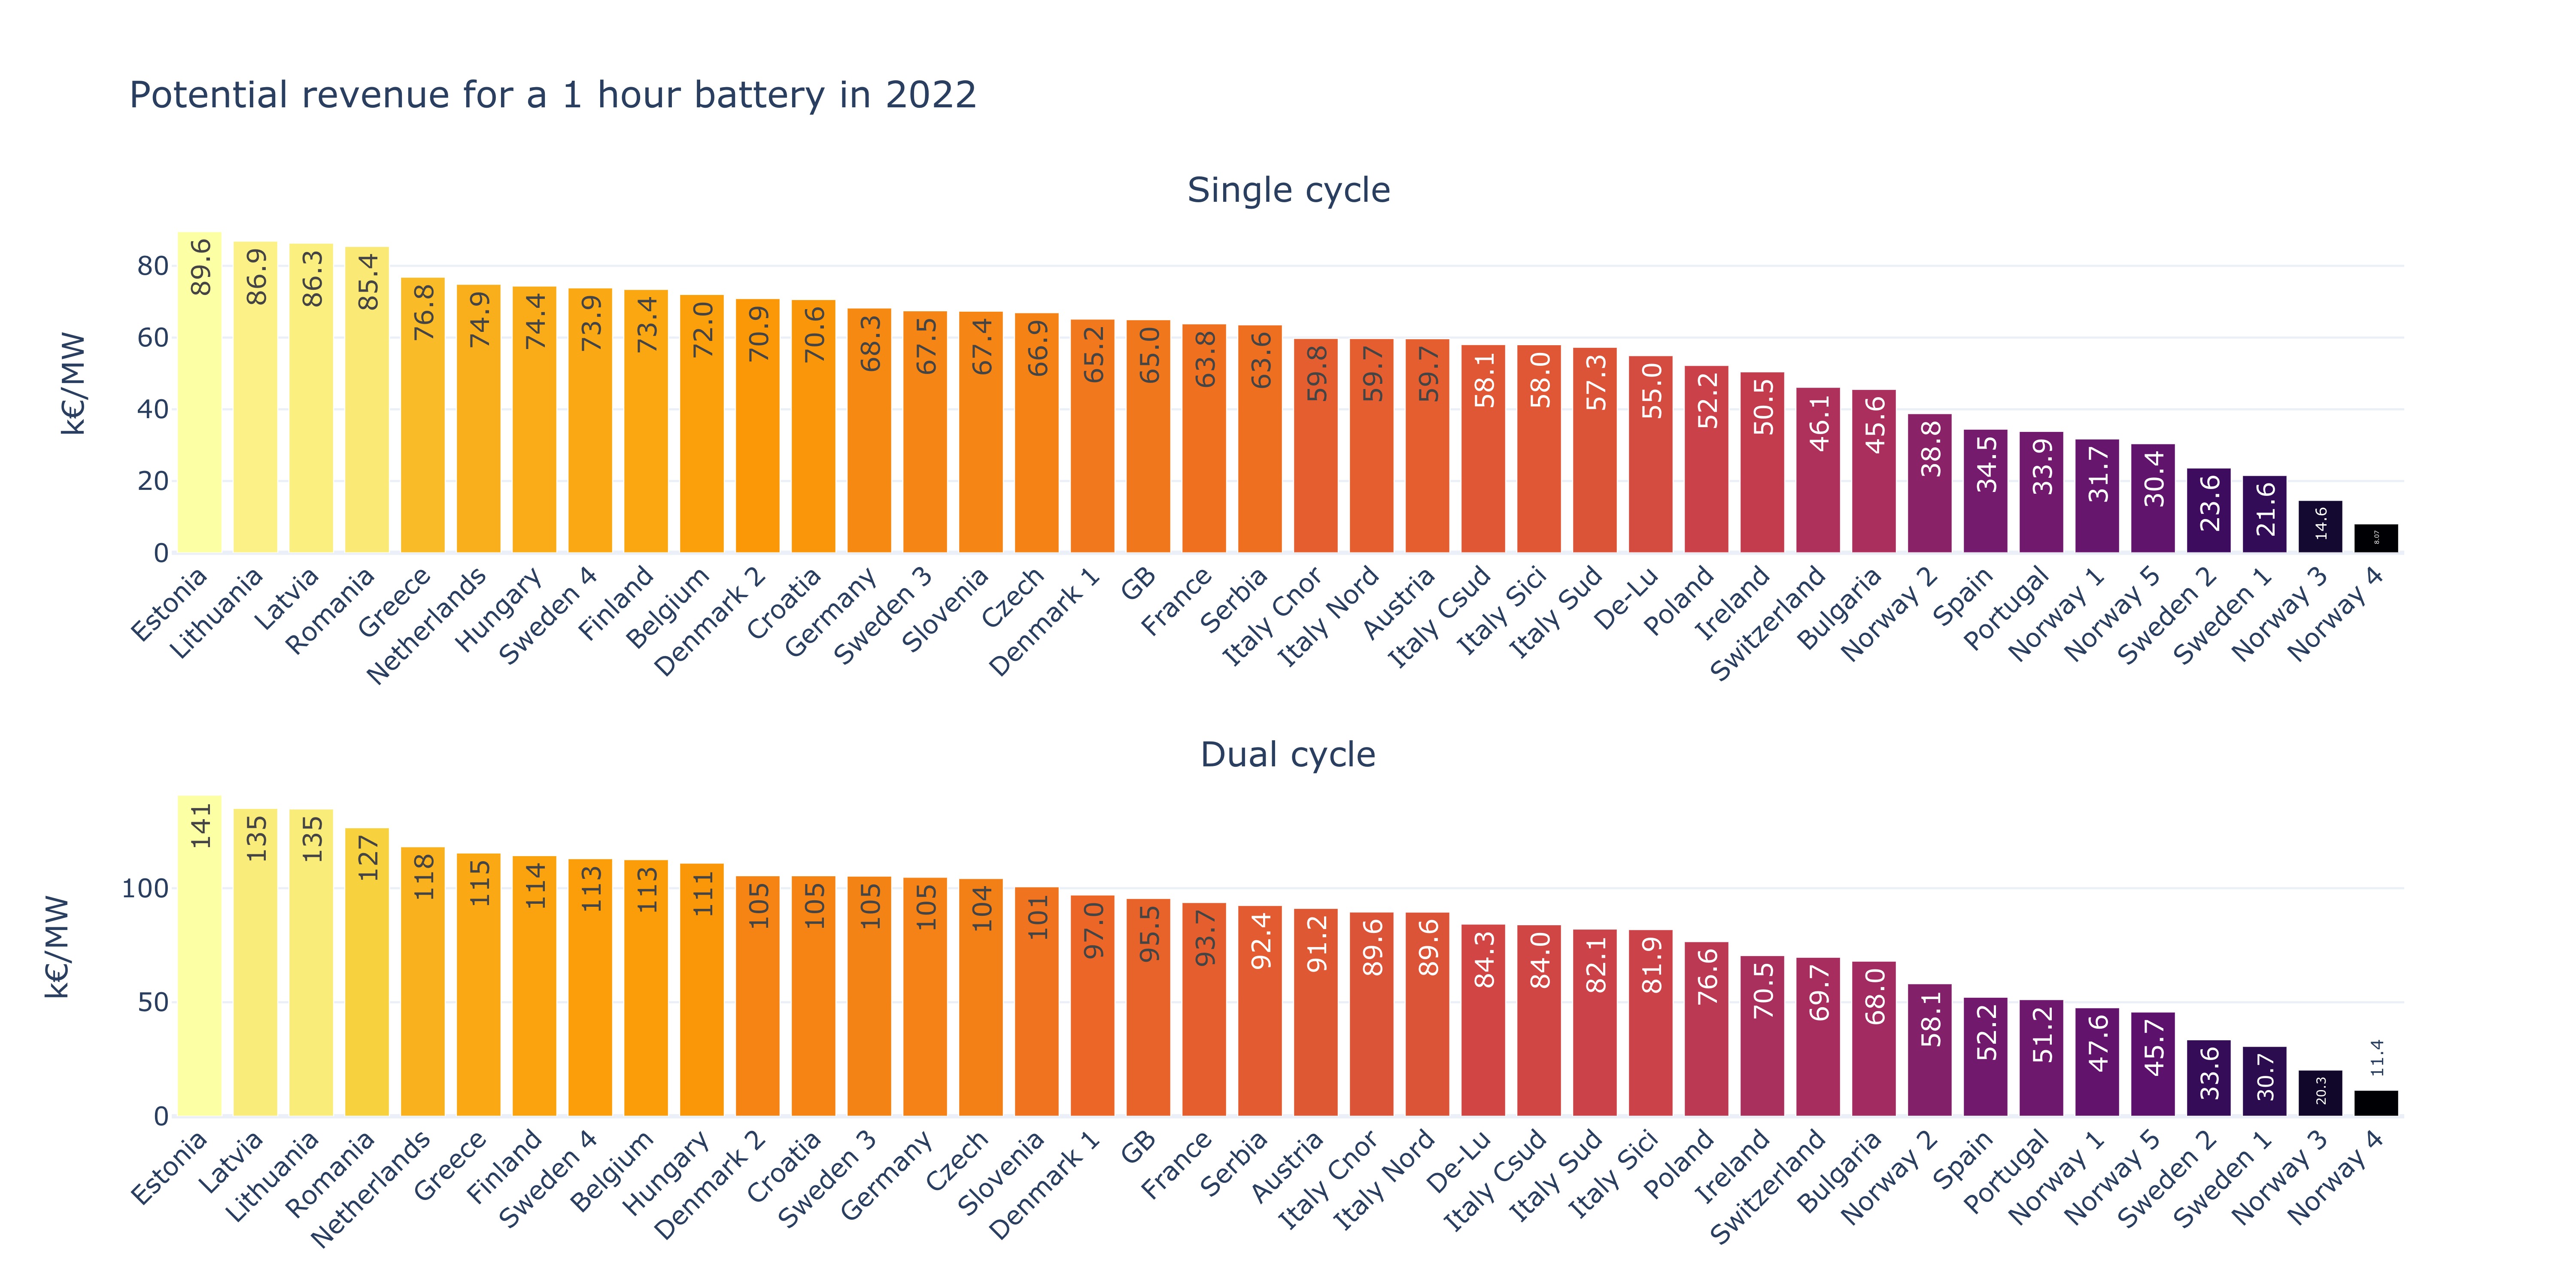 Potential revenue for a 1 hour battery in 2022
Single cycle
k€/MW
80
60
40
20
0
89.6
86.9
86.3
85.4
76.8
74.9
74.4
73.9
73.4
72.0
70.9
70.6
68.3
67.5
67.4
66.9
65.2
65.0
63.8
63.6
59.8
59.7
59.7
58.1
58.0
57.3
55.0
52.2
50.5
46.1
45.6
38.8
34.5
33.9
31.7
30.4
23.6
21.6
14.6
8.07
Estonia
Lithuania
Latvia
Romania
Greece
Netherlands
Hungary
Sweden 4
Finland
Belgium
Denmark 2
Croatia
Germany
Sweden 3
Slovenia
Czech
Denmark 1
GB
France
Serbia
Italy Cnor
Italy Nord
Austria
Italy Csud
Italy Sici
Italy Sud
De-Lu
Poland
Ireland
Switzerland
Bulgaria
Norway 2
Spain
Portugal
Norway 1
Norway 5
Sweden 2
Sweden 1
Norway 3
Norway 4
Dual cycle
k€/MW
100
50
0
141
135
135
127
118
115
114
113
113
111
105
105
105
105
104
101
97.0
95.5
93.7
92.4
91.2
89.6
89.6
84.3
84.0
82.1
81.9
76.6
70.5
69.7
68.0
58.1
52.2
51.2
47.6
45.7
33.6
30.7
20.3
11.4
Estonia
Latvia
Lithuania
Romania
Netherlands
Greece
Finland
Sweden 4
Belgium
Hungary
Denmark 2
Croatia
Sweden 3
Germany
Czech
Slovenia
Denmark 1
GB
France
Serbia
Austria
Italy Cnor
Italy Nord
De-Lu
Italy Csud
Italy Sud
Italy Sici
Poland
Ireland
Switzerland
Bulgaria
Norway 2
Spain
Portugal
Norway 1
Norway 5
Sweden 2
Sweden 1
Norway 3
Norway 4